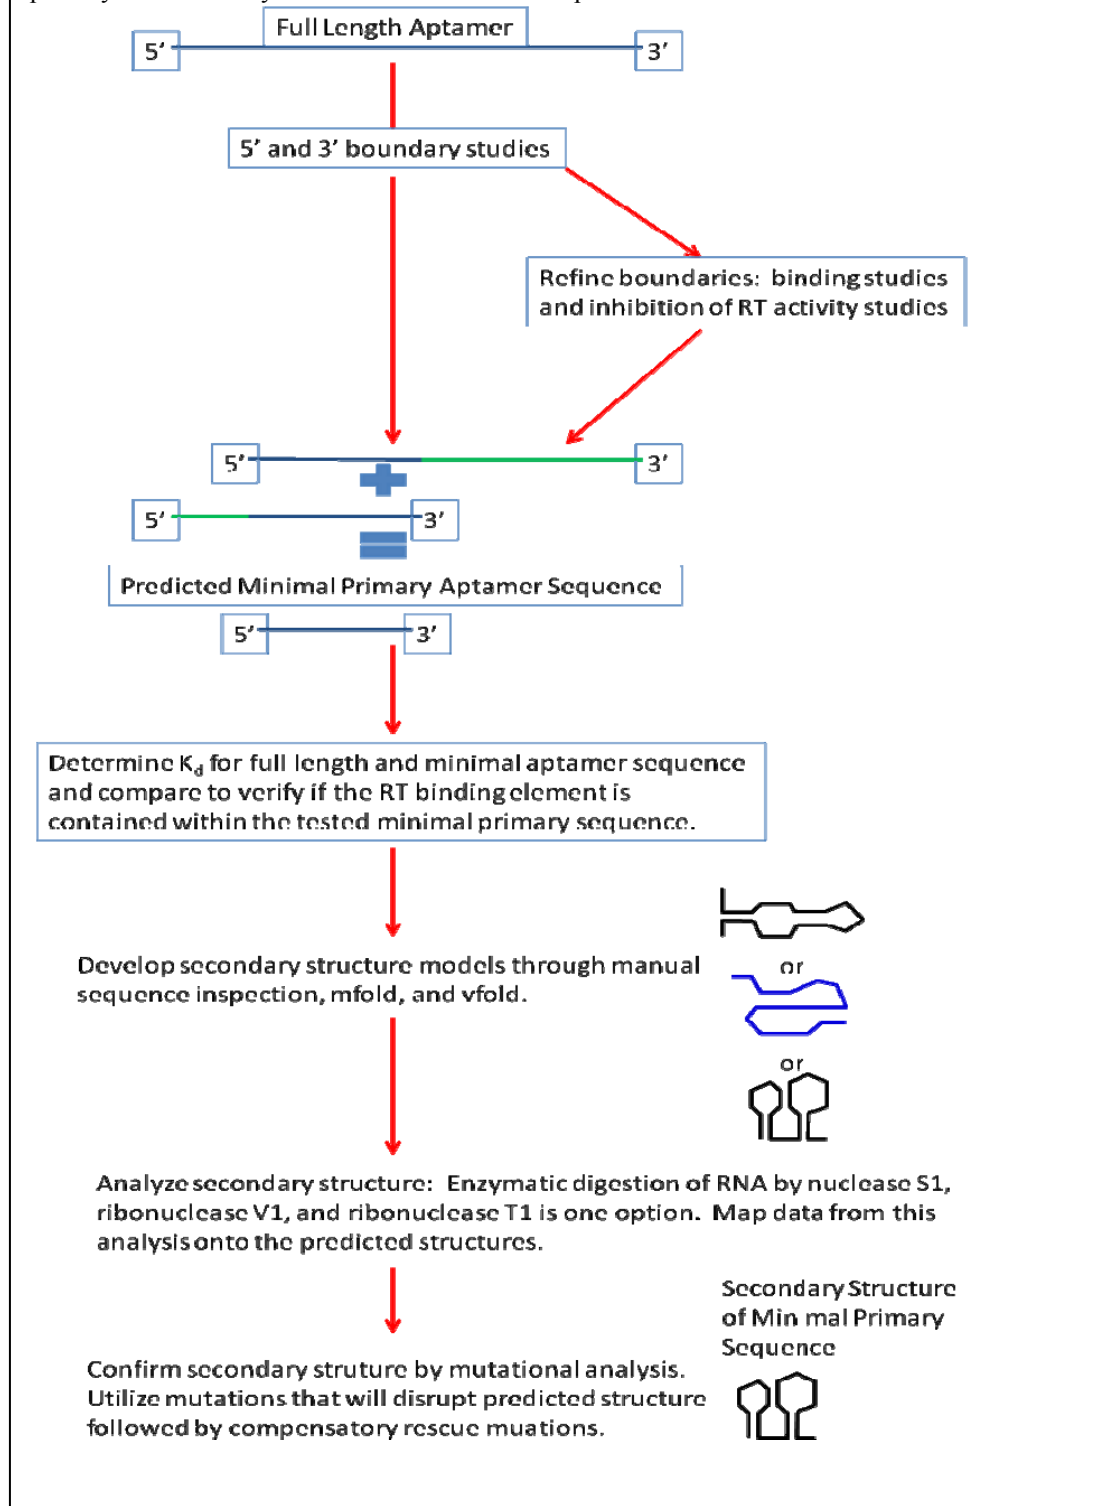 Full Length Aptamer
5’ 3’
5’ and 3’ boundary studies
Refine boundaries: binding studies
and inhibition of RT activity studies
5’ 3’
5’ 3’
Predicted Minimal Primary Aptamer Sequence
5’ 3’
Determine Kd for full length and minimal aptamer sequence
and compare to verify if the RT binding element is
contained within the tested minimal primary sequence.
Develop secondary structure models through manual
sequence inspection, mfold, and vfold.
or
or
Analyze secondary structure: Enzymatic digestion of RNA by nuclease S1,
ribonuclease V1, and ribonuclease T1 is one option. Map data from this
analysis onto the predicted structures.
Secondary Structure
of Min mal Primary
Sequence
Confirm secondary struture by mutational analysis.
Utilize mutations that will disrupt predicted structure
followed by compensatory rescue muations.